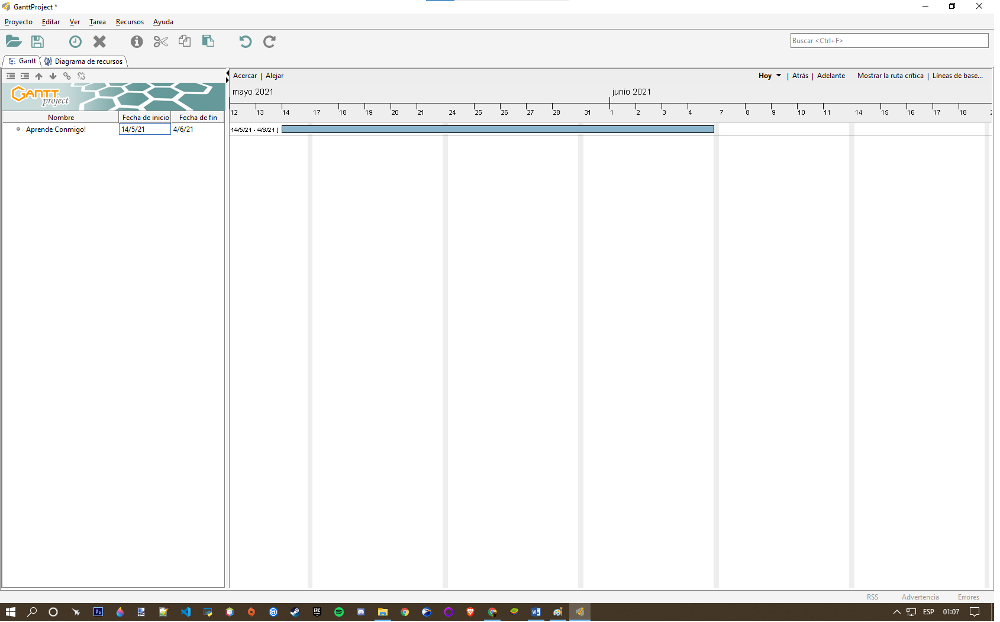 GanttProject *
Proyecto Editar Ver Tarea Recursos Ayuda
Buscar <Ctrl+F>
Gantt Diagrama de recursos
Acercar | Alejar
Hoy | Atrás | Adelante Mostrar la ruta crítica | Líneas de base...
GANTT project
mayo 2021 junio 2021
12 13 14 17 18 19 20 21 24 25 26 27 28 31 1 2 3 4 7 8 9 10 11 14 15 16 17 18
Nombre Fecha de inicio Fecha de fin
Aprende Conmigo! 14/5/21 4/6/21
14/5/21 - 4/6/21 ]
RSS Advertencia Errores
Ps EPIC W ESP 01:07